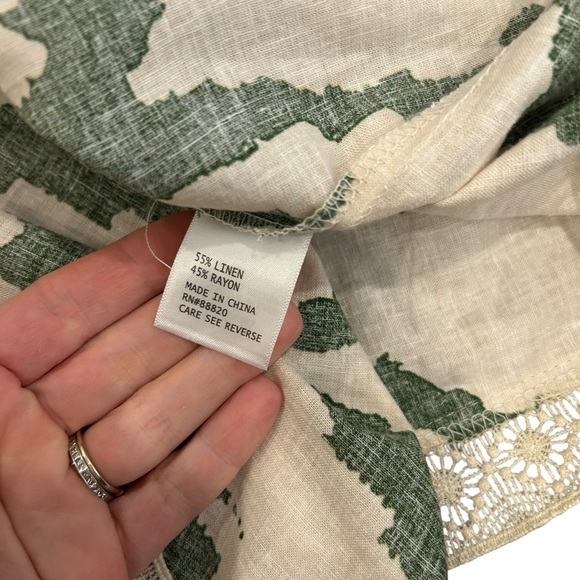 55% LINEN
45% RAYON
MADE IN CHINA
RN#88820
CARE SEE REVERSE